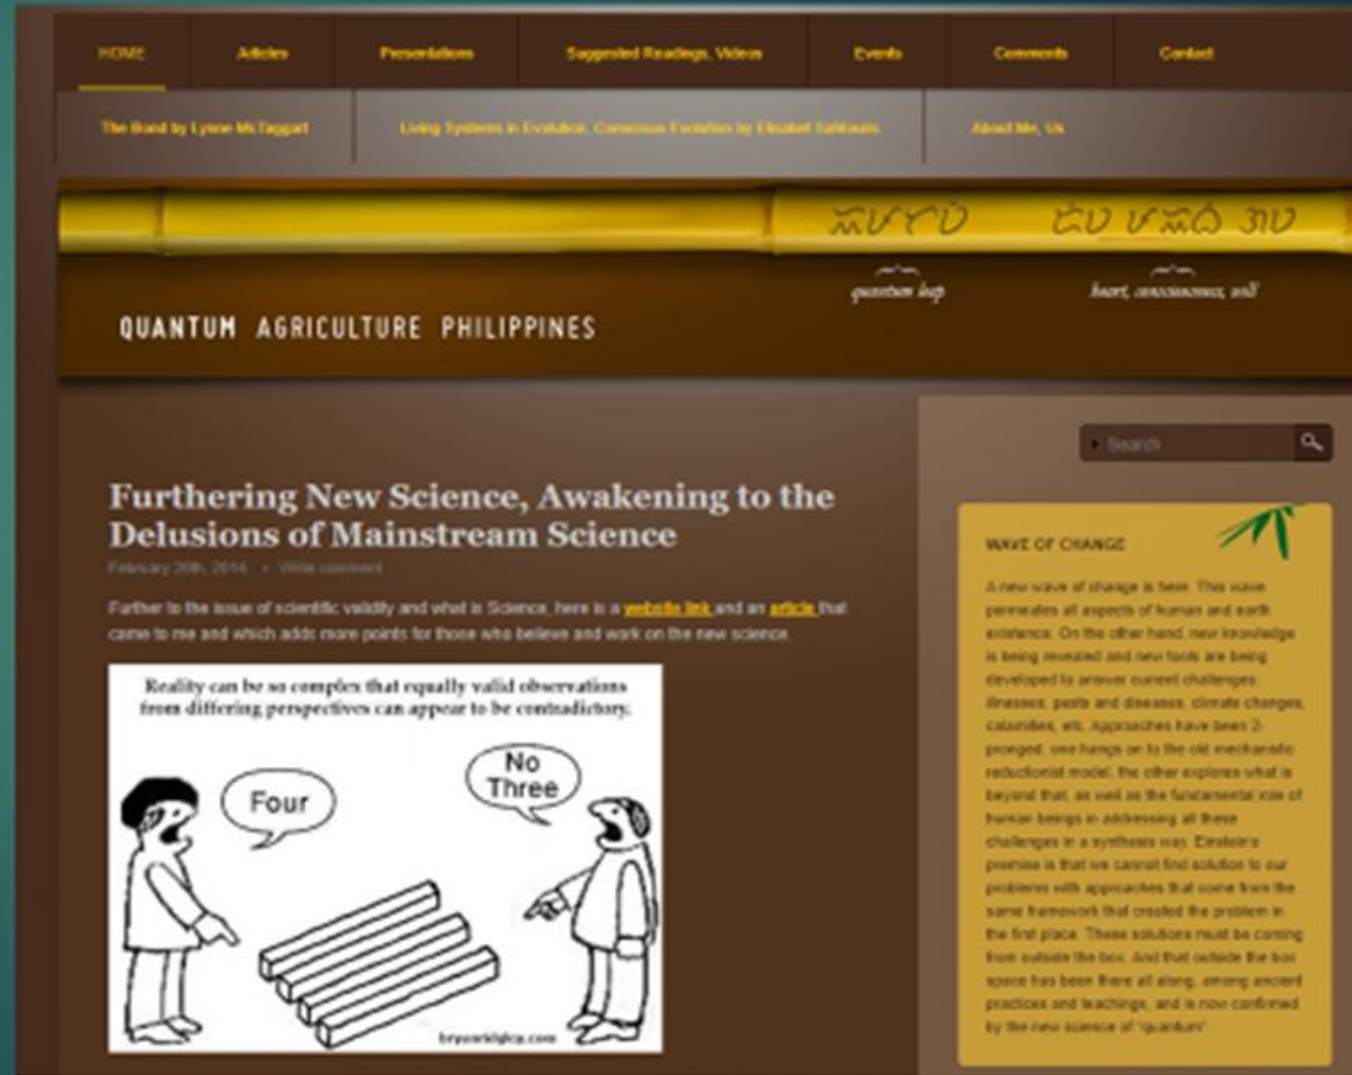 HOME Articles Presentations Suggested Readings, Videos Events Comments Contact
The Bond by Lynne McTaggart Living Systems in Evolution, Conscious Evolution by Elisabet Sahtouris About Me, Us
quantum leap heart, consciousness, will
QUANTUM AGRICULTURE PHILIPPINES
Search
Furthering New Science, Awakening to the
Delusions of Mainstream Science
February 20th, 2014 • Write comment
Further to the issue of scientific validity and what is Science, here is a website link and an article that
came to me and which adds more points for those who believe and work on the new science.
Reality can be so complex that equally valid observations
from differing perspectives can appear to be contradictory.
Four
No
Three
WAVE OF CHANGE
A new wave of change is here. This wave
permeates all aspects of human and earth
existence. On the other hand, new knowledge
is being revealed and new tools are being
developed to answer current challenges:
illnesses, pests and diseases, climate changes,
calamities, etc. Approaches have been 2-
pronged: one hangs on to the old mechanistic
reductionist model, the other explores what is
beyond that, as well as the fundamental role of
human beings in addressing all these
challenges in a synthesis way. Einstein's
premise is that we cannot find solution to our
problems with approaches that come from the
same framework that created the problem in
the first place. These solutions must be coming
from outside the box. And that outside the box
space has been there all along, among ancient
practices and teachings, and is now confirmed
by the new science of "quantum".